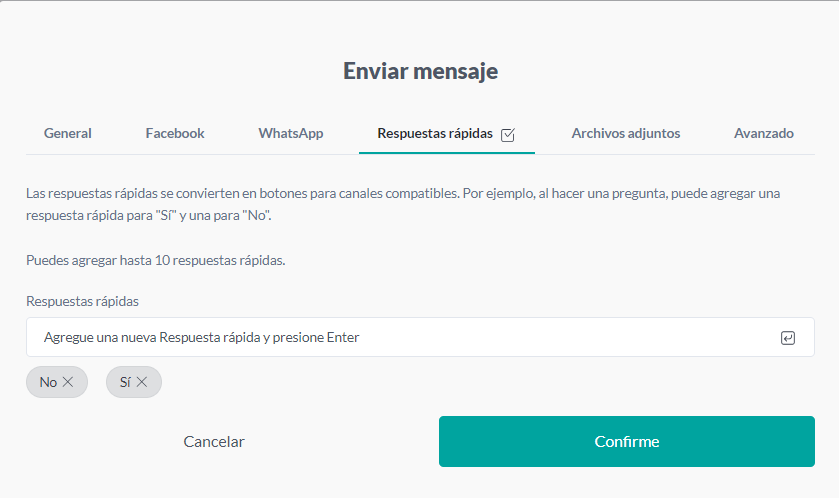 Enviar mensaje
General Facebook WhatsApp Respuestas rápidas Archivos adjuntos Avanzado
Las respuestas rápidas se convierten en botones para canales compatibles. Por ejemplo, al hacer una pregunta, puede agregar una
respuesta rápida para "Sí" y una para "No".
Puedes agregar hasta 10 respuestas rápidas.
Respuestas rápidas
Agregue una nueva Respuesta rápida y presione Enter
No Sí
Cancelar Confirme